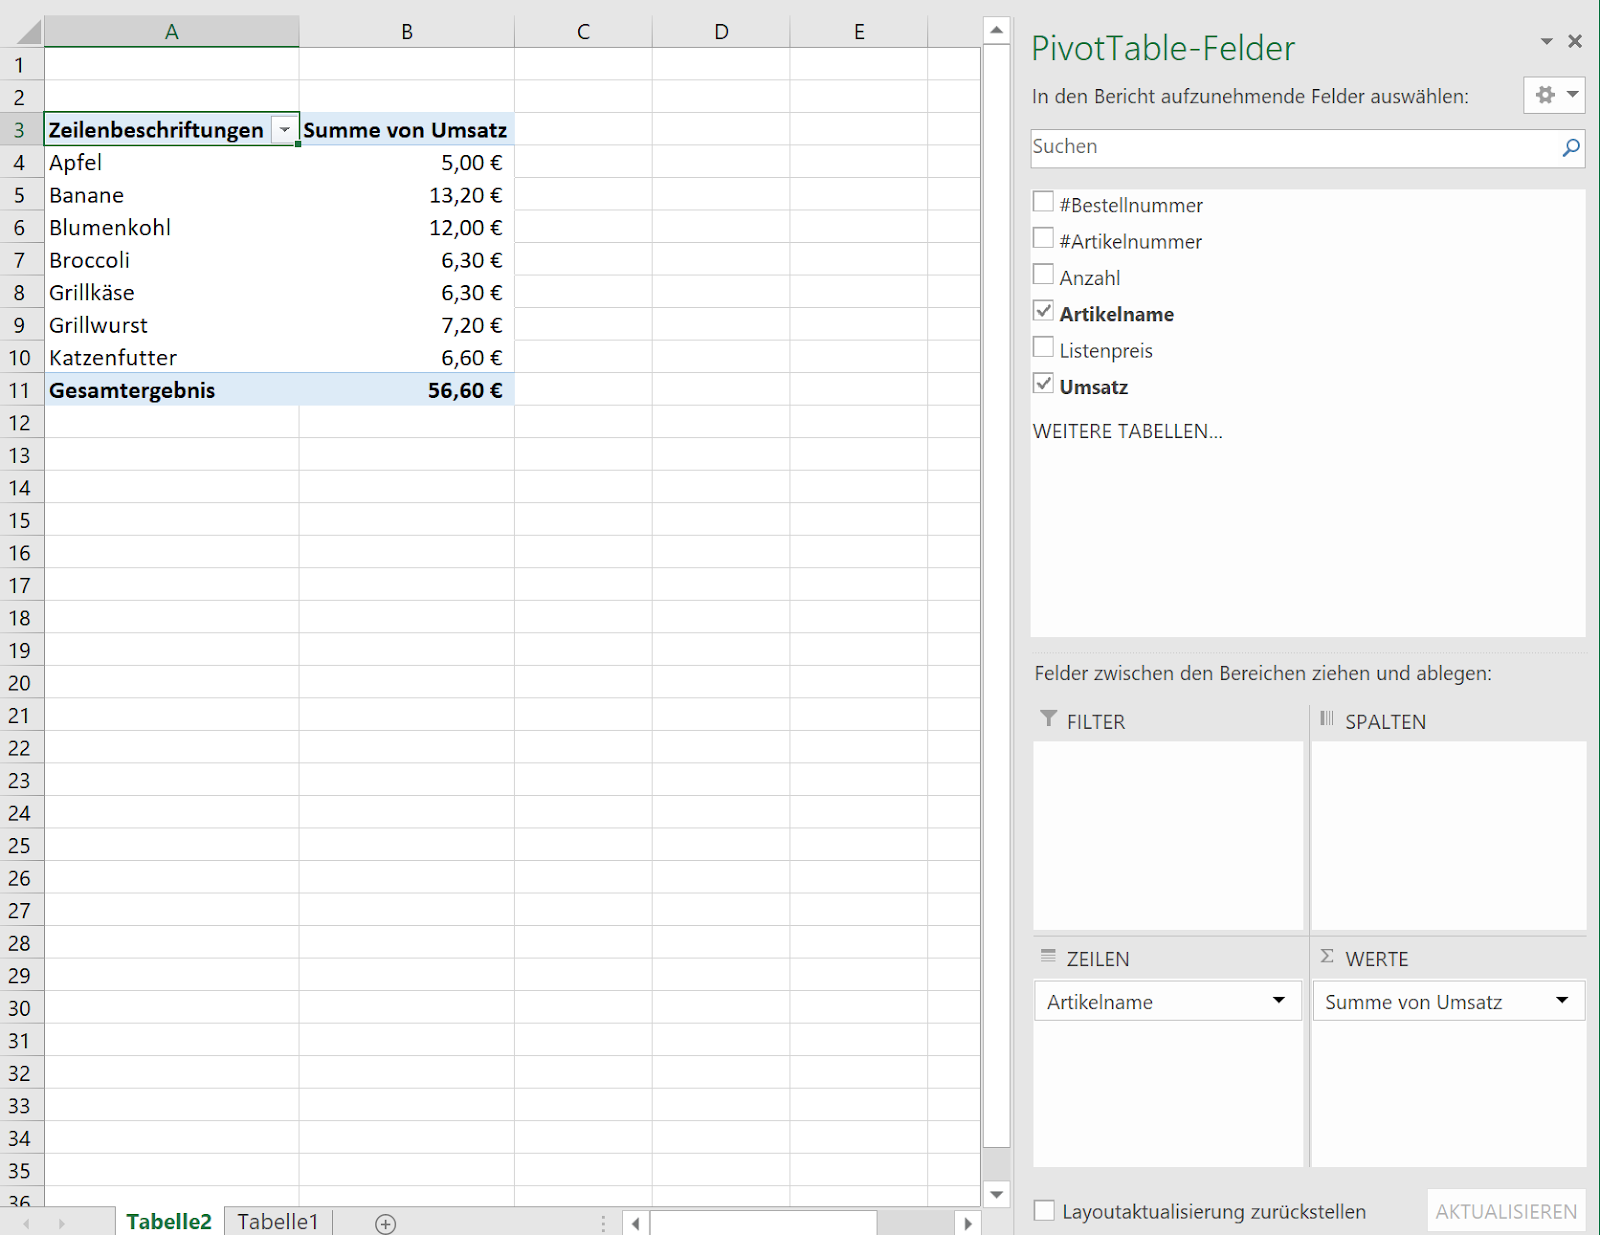 A B C D E
1
2
3 Zeilenbeschriftungen Summe von Umsatz
4 Apfel 5,00 €
5 Banane 13,20 €
6 Blumenkohl 12,00 €
7 Broccoli 6,30 €
8 Grillkäse 6,30 €
9 Grillwurst 7,20 €
10 Katzenfutter 6,60 €
11 Gesamtergebnis 56,60 €
12
13
14
15
16
17
18
19
20
21
22
23
24
25
26
27
28
29
30
31
32
33
34
35
36
Tabelle2 Tabelle1
PivotTable-Felder
In den Bericht aufzunehmende Felder auswählen:
Suchen
#Bestellnummer
#Artikelnummer
Anzahl
Artikelname
Listenpreis
Umsatz
WEITERE TABELLEN...
Felder zwischen den Bereichen ziehen und ablegen:
FILTER
SPALTEN
ZEILEN
Artikelname
Σ WERTE
Summe von Umsatz
Layoutaktualisierung zurückstellen
AKTUALISIEREN